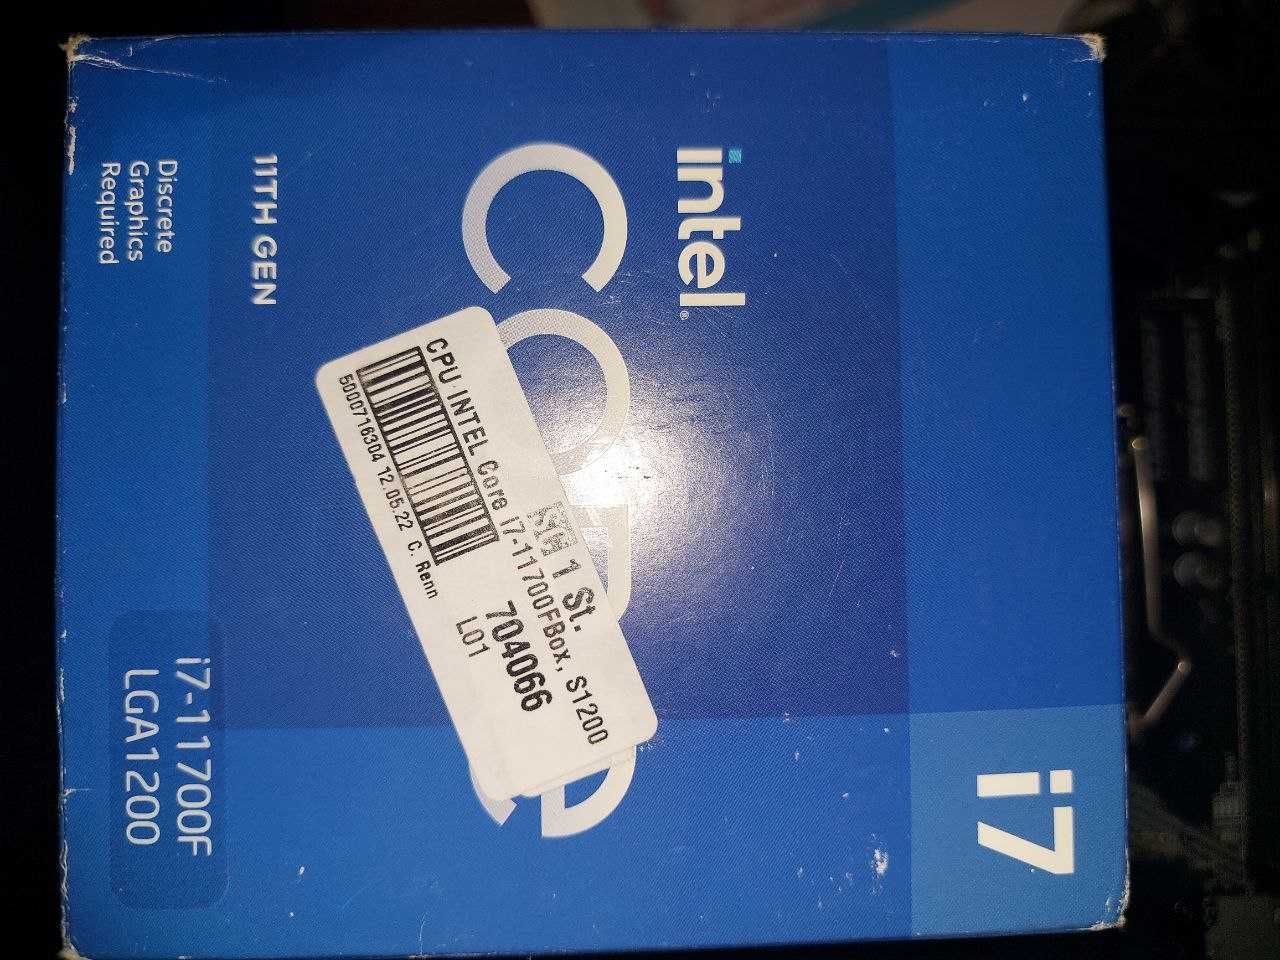 intel.
i7
core
11TH GEN
Discrete
Graphics
Required
i7-11700F
LGA1200
1 St.
CPU INTEL Core i7-11700FBox, S1200
704066
L01
5000716304 12.05.22 C. Renn